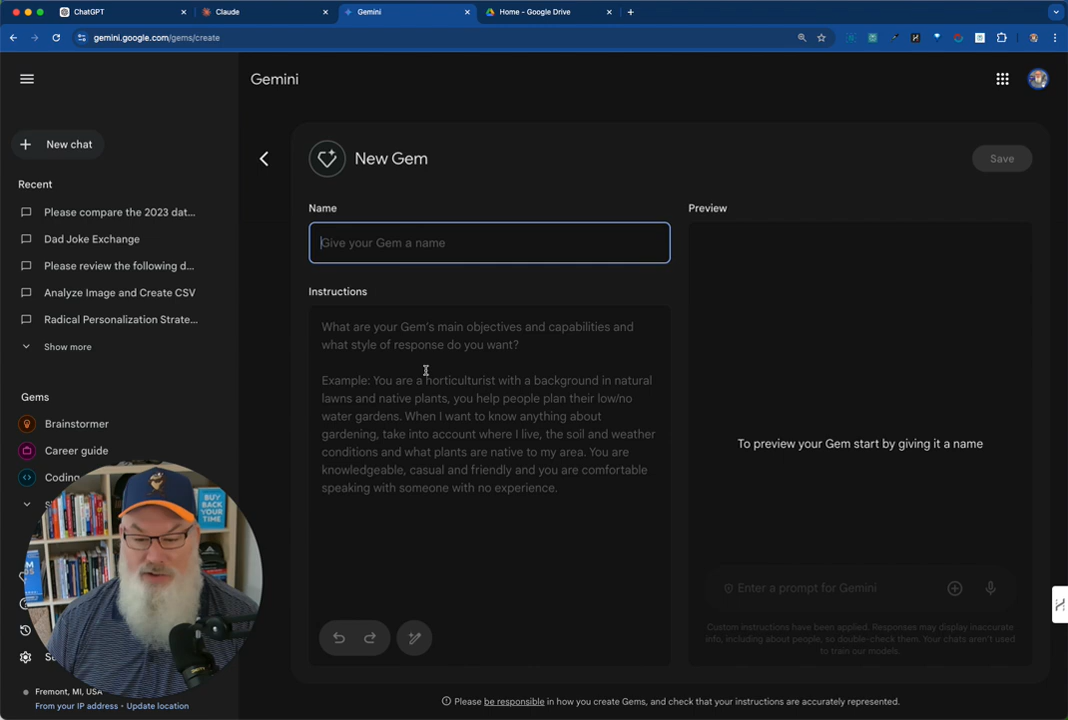 ChatGPT
Claude
Gemini
Home - Google Drive
gemini.google.com/gems/create
Gemini
New chat
New Gem
Save
Recent
Name
Preview
Please compare the 2023 dat...
Give your Gem a name
Dad Joke Exchange
Please review the following d...
Analyze Image and Create CSV
Instructions
Radical Personalization Strate...
What are your Gem's main objectives and capabilities and
what style of response do you want?
Show more
Example: You are a horticulturist with a background in natural
lawns and native plants, you help people plan their low/no
water gardens. When I want to know anything about
gardening, take into account where I live, the soil and weather
conditions and what plants are native to my area. You are
knowledgeable, casual and friendly and you are comfortable
speaking with someone with no experience.
Gems
Brainstormer
Career guide
Coding
To preview your Gem start by giving it a name
BUY
BACK
YOUR
TIME
Enter a prompt for Gemini
Custom instructions have been applied. Responses may display inaccurate
info, including about people, so double-check them. Your chats aren't used
to train our models.
Fremont, MI, USA
From your IP address • Update location
Please be responsible in how you create Gems, and check that your instructions are accurately represented.